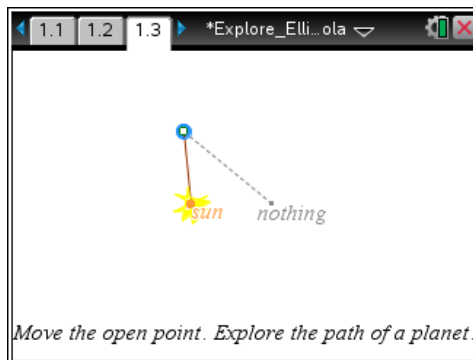 1.1 1.2 1.3 *Explore_Elli…ola
sun
nothing
Move the open point. Explore the path of a planet.